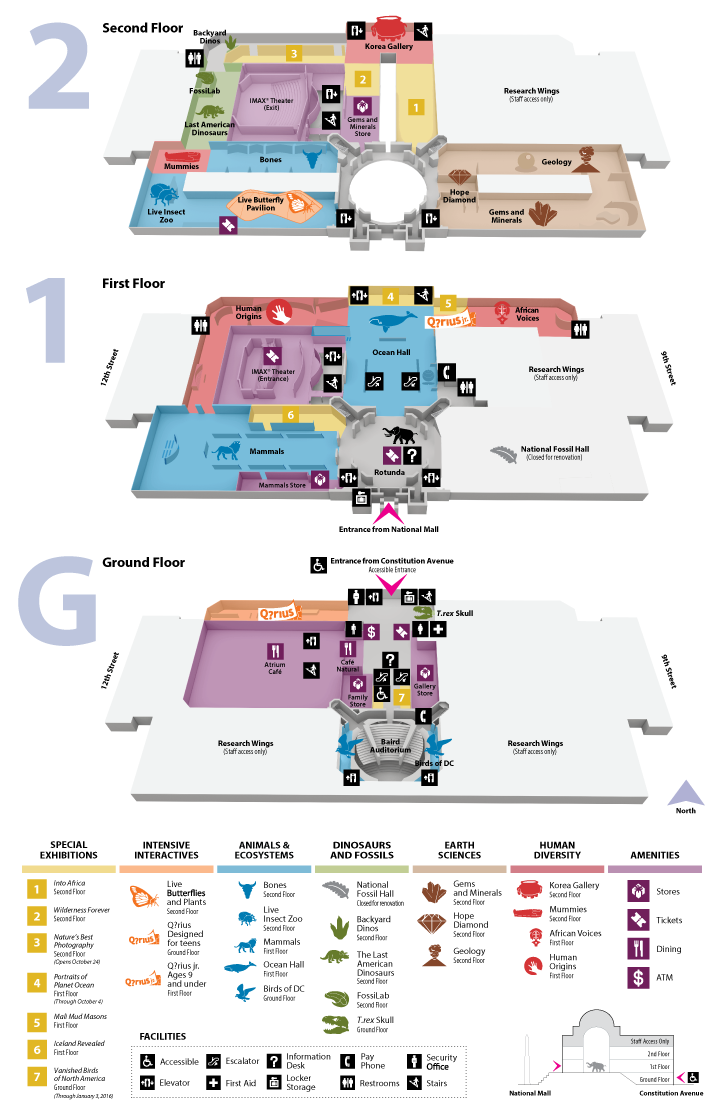 2
Second Floor
Backyard
Dinos
3
Korea Gallery
FossiLab
IMAX® Theater
(Exit)
2
1
Research Wings
(Staff access only)
Last American
Dinosaurs
Gems and
Minerals
Store
Mummies
Bones
Geology
Live Insect
Zoo
Live Butterfly
Pavilion
Hope
Diamond
Gems and
Minerals
1
First Floor
4
5
Human
Origins
Q?rius jr.
African
Voices
12th Street
9th Street
IMAX® Theater
(Entrance)
Ocean Hall
Research Wings
(Staff access only)
6
Mammals
?
Rotunda
National Fossil Hall
(Closed for renovation)
Mammals Store
Entrance from National Mall
G
Ground Floor
Entrance from Constitution Avenue
Accessible Entrance
Q?rius
T.rex Skull
12th Street
9th Street
$
Atrium
Café
Café
Natural
?
Family
Store
7
Gallery
Store
Research Wings
(Staff access only)
Baird
Auditorium
Birds of DC
Research Wings
(Staff access only)
North
SPECIAL
EXHIBITIONS
1
Into Africa
Second Floor
2
Wilderness Forever
Second Floor
3
Nature's Best
Photography
Second Floor
(Opens October 24)
4
Portraits of
Planet Ocean
First Floor
(Through October 4)
5
Mali Mud Masons
First Floor
6
Iceland Revealed
First Floor
7
Vanished Birds
of North America
Ground Floor
(Through January 3, 2016)
INTENSIVE
INTERACTIVES
Live
Butterflies
and Plants
Second Floor
Q?rius
Q?rius
Designed
for teens
Ground Floor
Q?rius jr.
Q?rius jr.
Ages 9
and under
First Floor
ANIMALS &
ECOSYSTEMS
Bones
Second Floor
Live
Insect Zoo
Second Floor
Mammals
First Floor
Ocean Hall
First Floor
Birds of DC
Ground Floor
DINOSAURS
AND FOSSILS
National
Fossil Hall
Closed for renovation
Backyard
Dinos
Second Floor
The Last
American
Dinosaurs
Second Floor
FossiLab
Second Floor
T.rex Skull
Ground Floor
EARTH
SCIENCES
Gems
and Minerals
Second Floor
Hope
Diamond
Second Floor
Geology
Second Floor
HUMAN
DIVERSITY
Korea Gallery
Second Floor
Mummies
Second Floor
African Voices
First Floor
Human
Origins
First Floor
AMENITIES
Stores
Tickets
Dining
$
ATM
FACILITIES
Accessible
Escalator
?
Information
Desk
Pay
Phone
Security
Office
Elevator
First Aid
Locker
Storage
Restrooms
Stairs
Staff Access Only
2nd Floor
1st Floor
Ground Floor
National Mall
Constitution Avenue